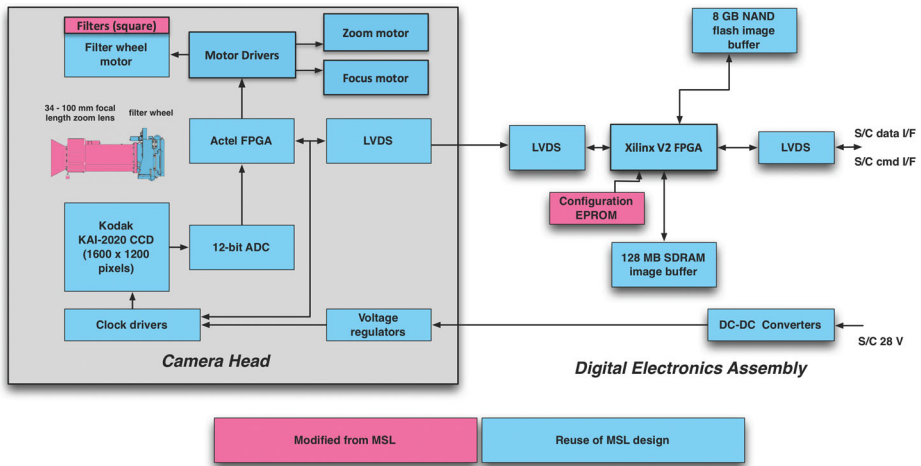 Filters (square)
Filter wheel
motor
Motor Drivers
Zoom motor
Focus motor
34 - 100 mm focal
length zoom lens
filter wheel
Actel FPGA
LVDS
Kodak
KAI-2020 CCD
(1600 x 1200
pixels)
12-bit ADC
Clock drivers
Voltage
regulators
Camera Head
8 GB NAND
flash image
buffer
LVDS
Xilinx V2 FPGA
LVDS
S/C data I/F
S/C cmd I/F
Configuration
EPROM
128 MB SDRAM
image buffer
DC-DC Converters
S/C 28 V
Digital Electronics Assembly
Modified from MSL
Reuse of MSL design